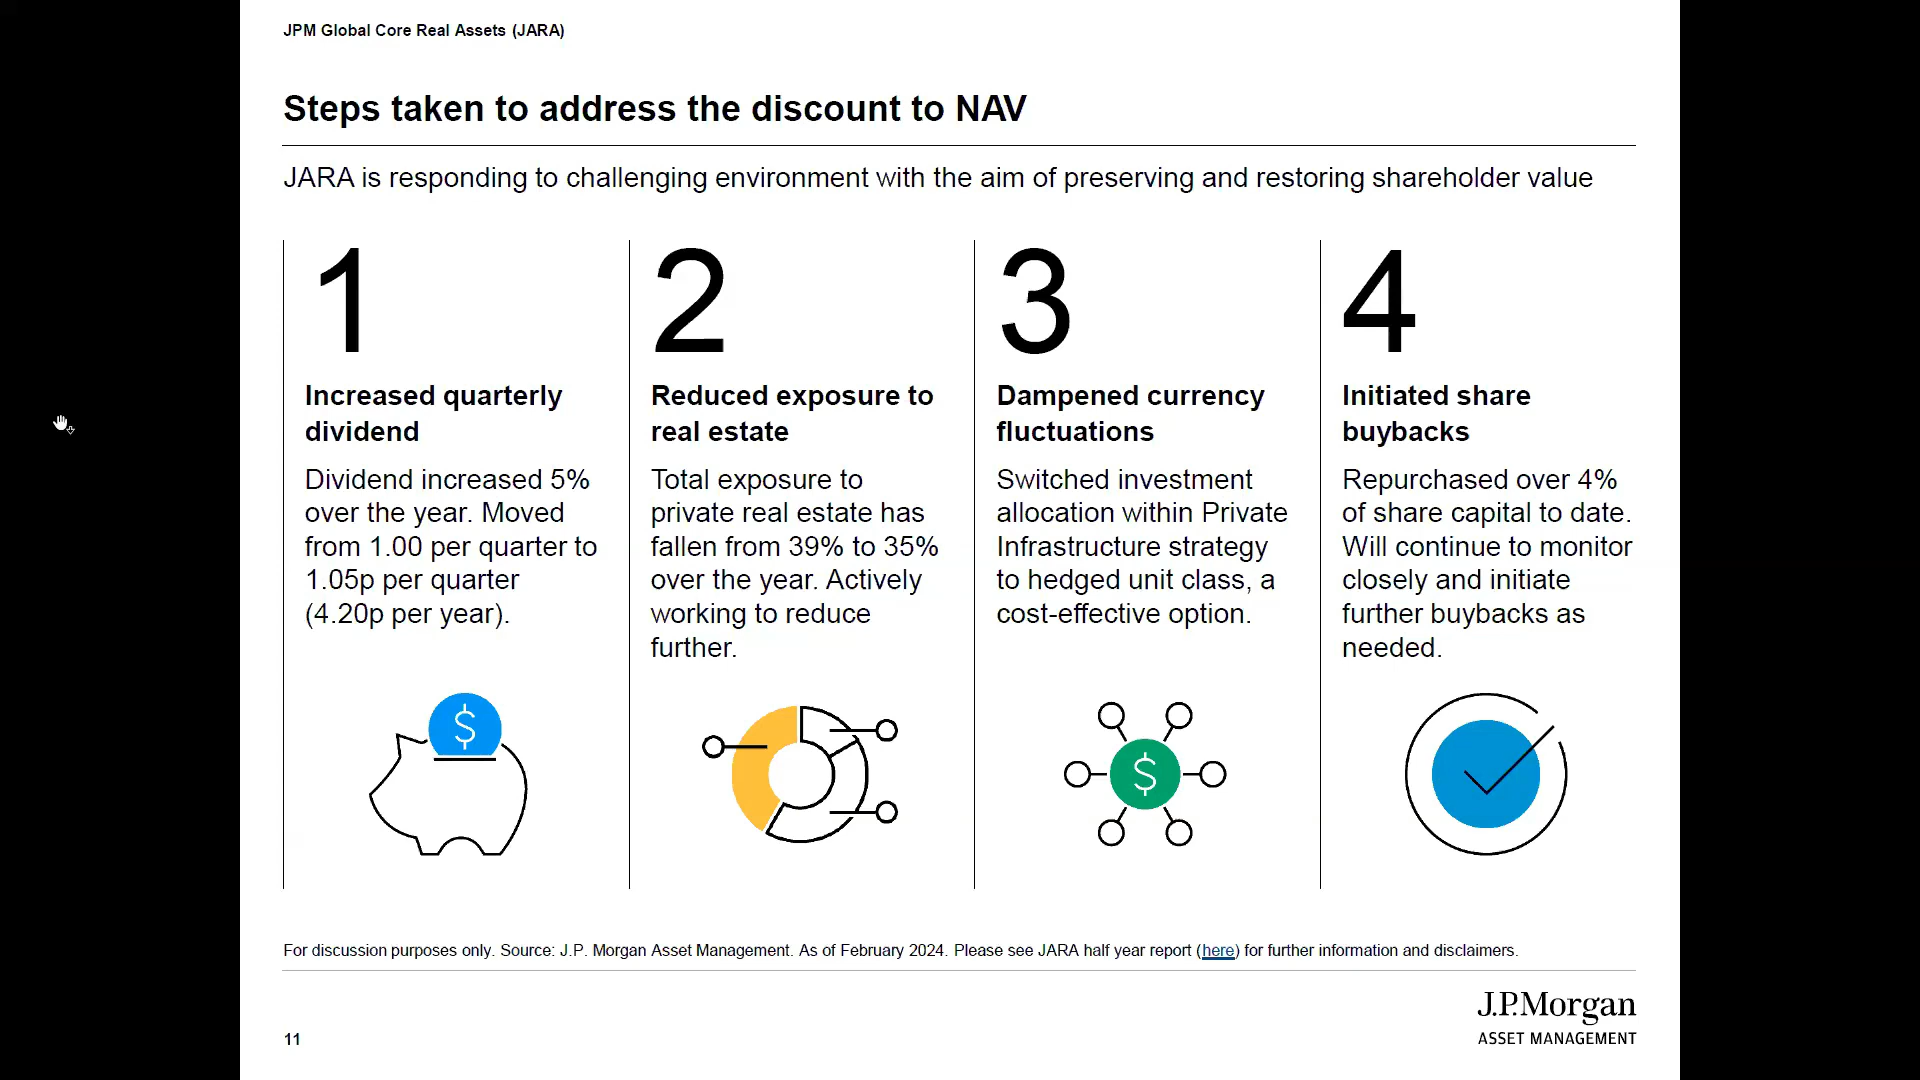 JPM Global Core Real Assets (JARA)
Steps taken to address the discount to NAV
JARA is responding to challenging environment with the aim of preserving and restoring shareholder value
1
Increased quarterly
dividend
Dividend increased 5%
over the year. Moved
from 1.00 per quarter to
1.05p per quarter
(4.20p per year).
$
2
Reduced exposure to
real estate
Total exposure to
private real estate has
fallen from 39% to 35%
over the year. Actively
working to reduce
further.
3
Dampened currency
fluctuations
Switched investment
allocation within Private
Infrastructure strategy
to hedged unit class, a
cost-effective option.
$
4
Initiated share
buybacks
Repurchased over 4%
of share capital to date.
Will continue to monitor
closely and initiate
further buybacks as
needed.
For discussion purposes only. Source: J.P. Morgan Asset Management. As of February 2024. Please see JARA half year report (here) for further information and disclaimers.
J.P.Morgan
ASSET MANAGEMENT
11